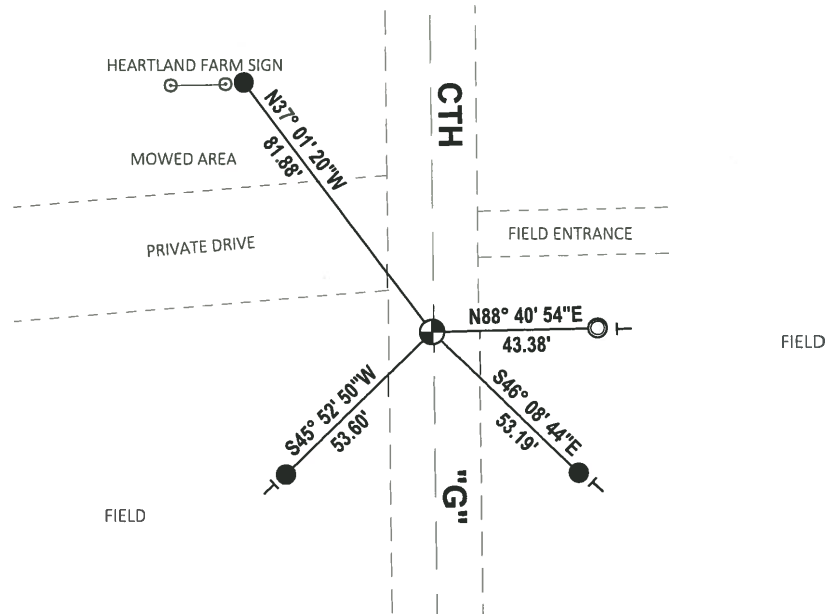 HEARTLAND FARM SIGN
N37° 01' 20"W
81.88'
CTH
MOWED AREA
PRIVATE DRIVE
FIELD ENTRANCE
N88° 40' 54"E
43.38'
FIELD
S45° 52' 50"W
53.60'
S46° 08' 44"E
53.19'
"G"
FIELD